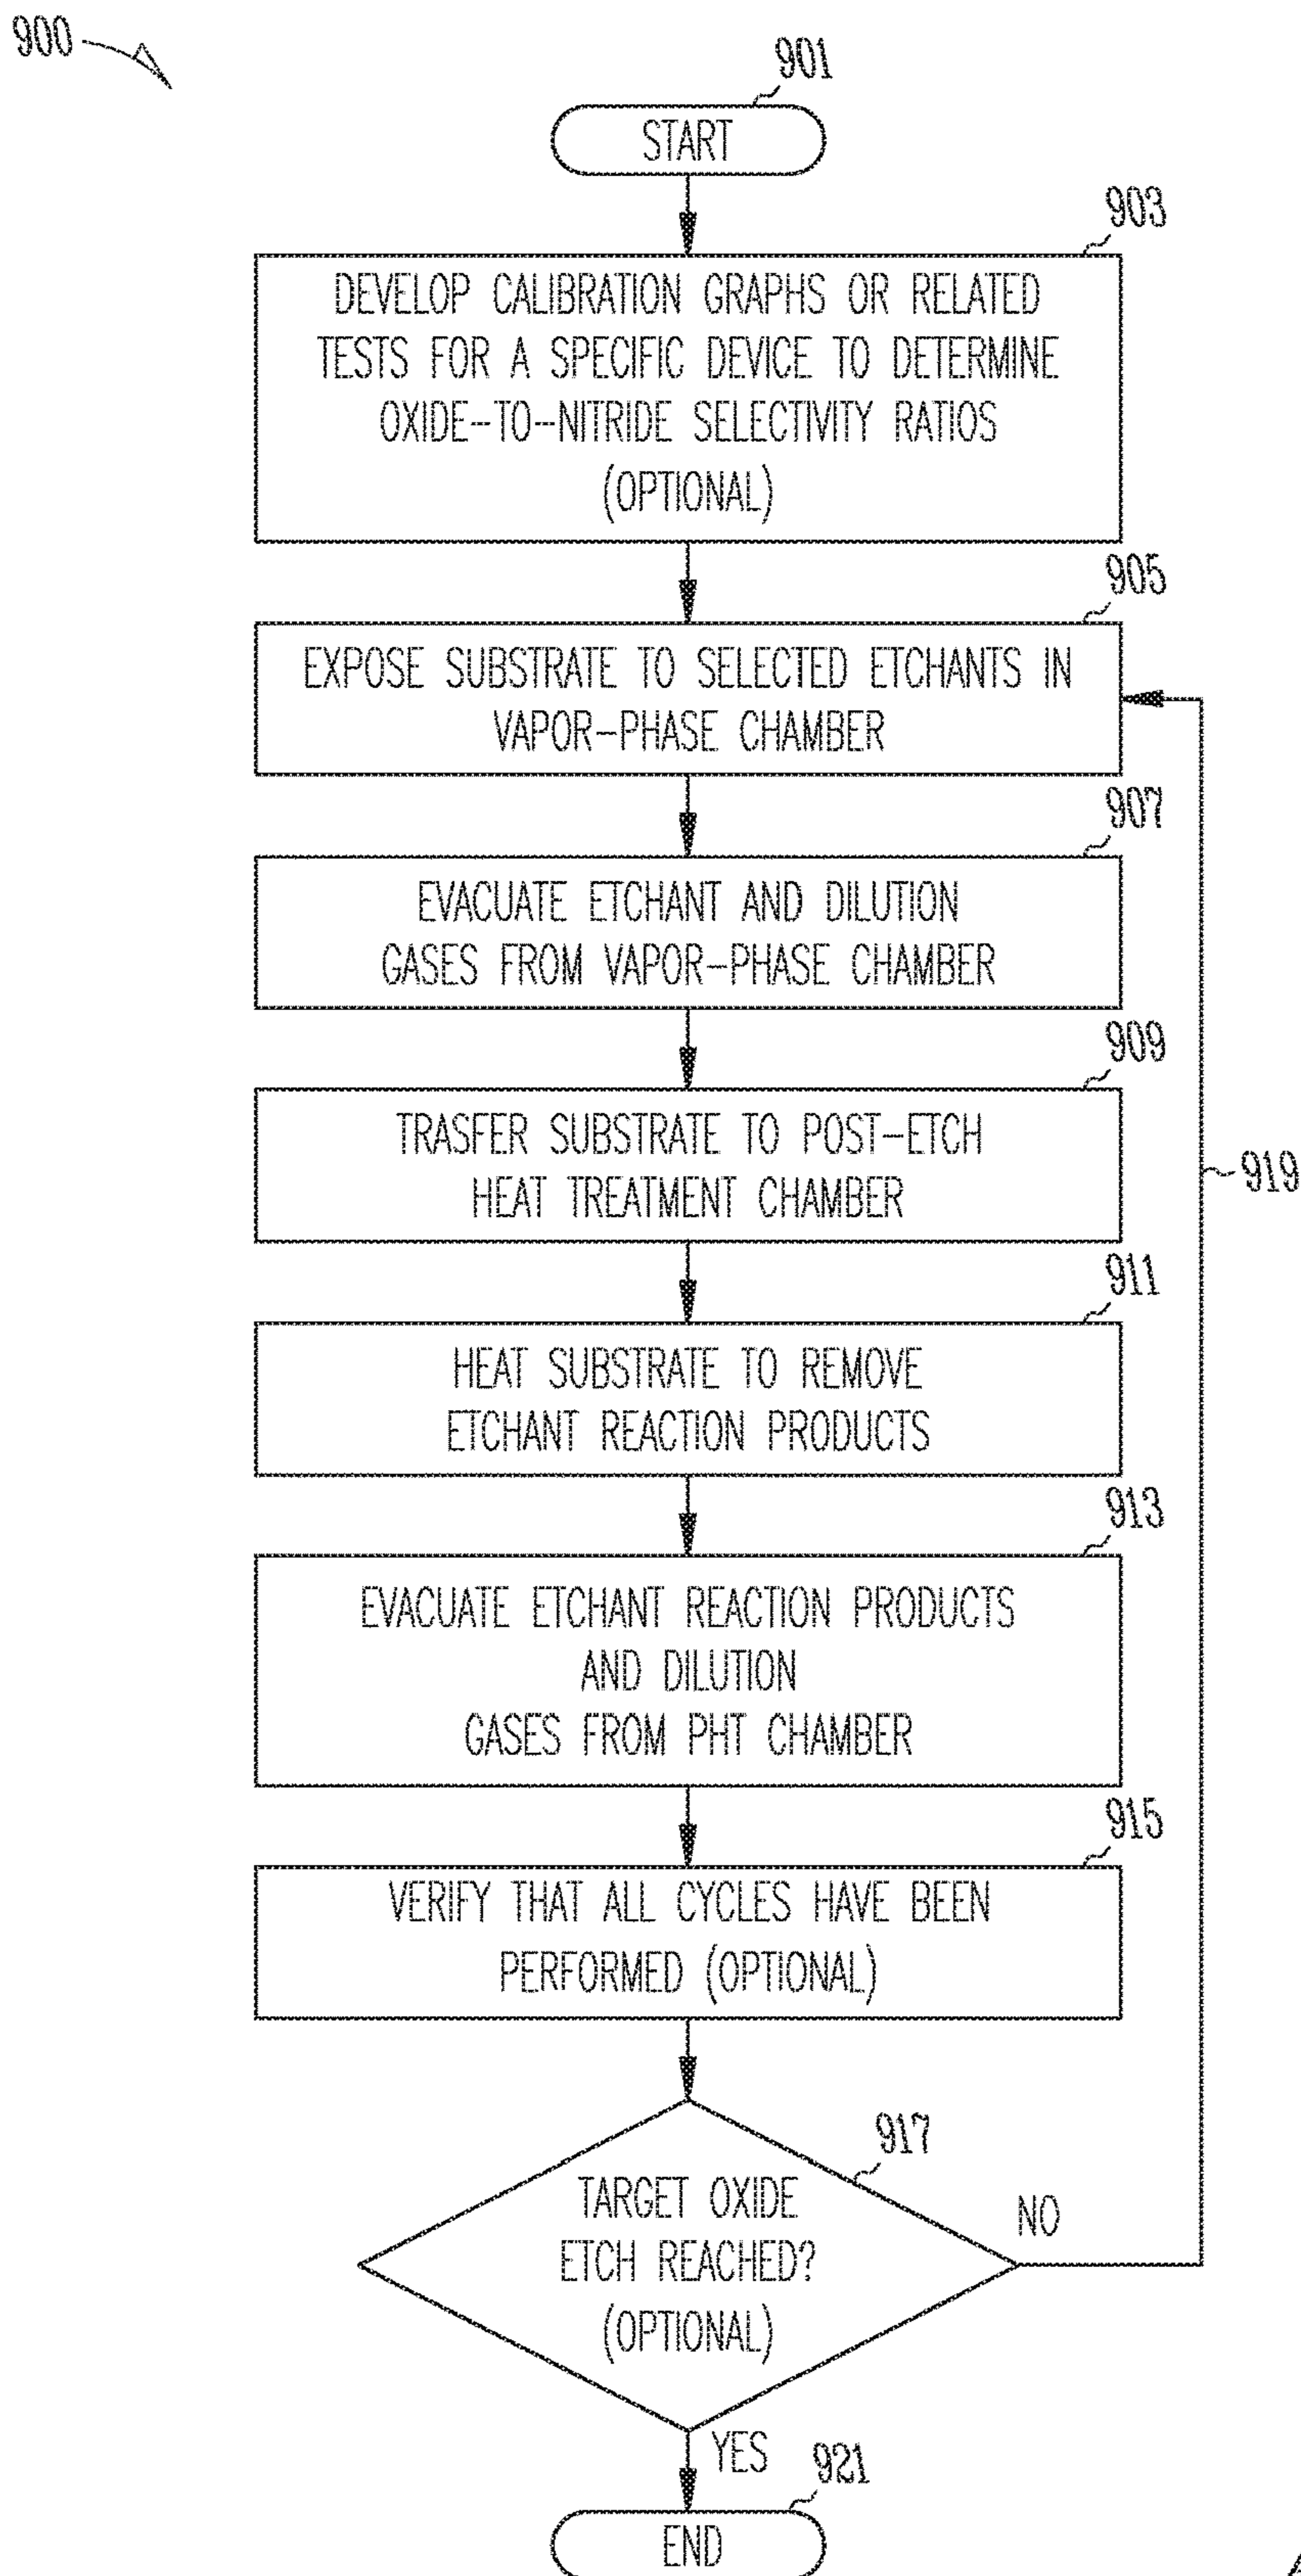 900
901
START
903
DEVELOP CALIBRATION GRAPHS OR RELATED
TESTS FOR A SPECIFIC DEVICE TO DETERMINE
OXIDE-TO-NITRIDE SELECTIVITY RATIOS
(OPTIONAL)
905
EXPOSE SUBSTRATE TO SELECTED ETCHANTS IN
VAPOR-PHASE CHAMBER
907
EVACUATE ETCHANT AND DILUTION
GASES FROM VAPOR-PHASE CHAMBER
909
TRASFER SUBSTRATE TO POST-ETCH
HEAT TREATMENT CHAMBER
919
911
HEAT SUBSTRATE TO REMOVE
ETCHANT REACTION PRODUCTS
913
EVACUATE ETCHANT REACTION PRODUCTS
AND DILUTION
GASES FROM PHT CHAMBER
915
VERIFY THAT ALL CYCLES HAVE BEEN
PERFORMED (OPTIONAL)
917
TARGET OXIDE
ETCH REACHED?
(OPTIONAL)
NO
YES
921
END